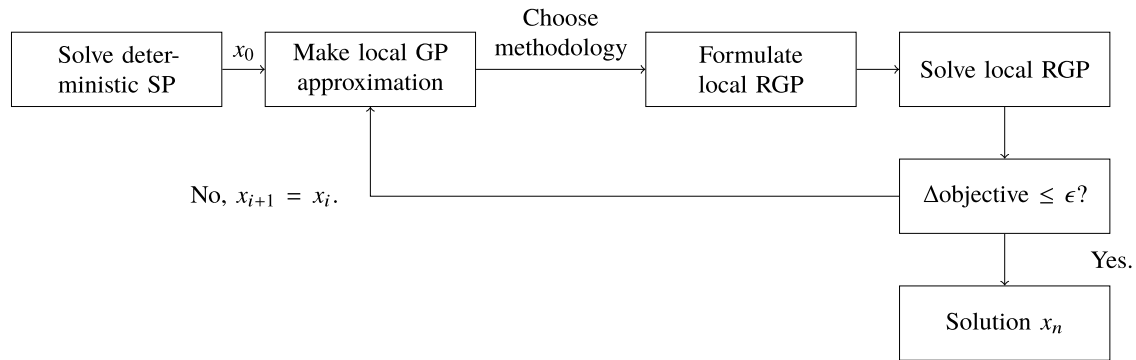 Solve deter-
ministic SP
x₀
Make local GP
approximation
Choose
methodology
Formulate
local RGP
Solve local RGP
Δobjective ≤ ϵ?
No, xᵢ₊₁ = xᵢ.
Yes.
Solution xₙ